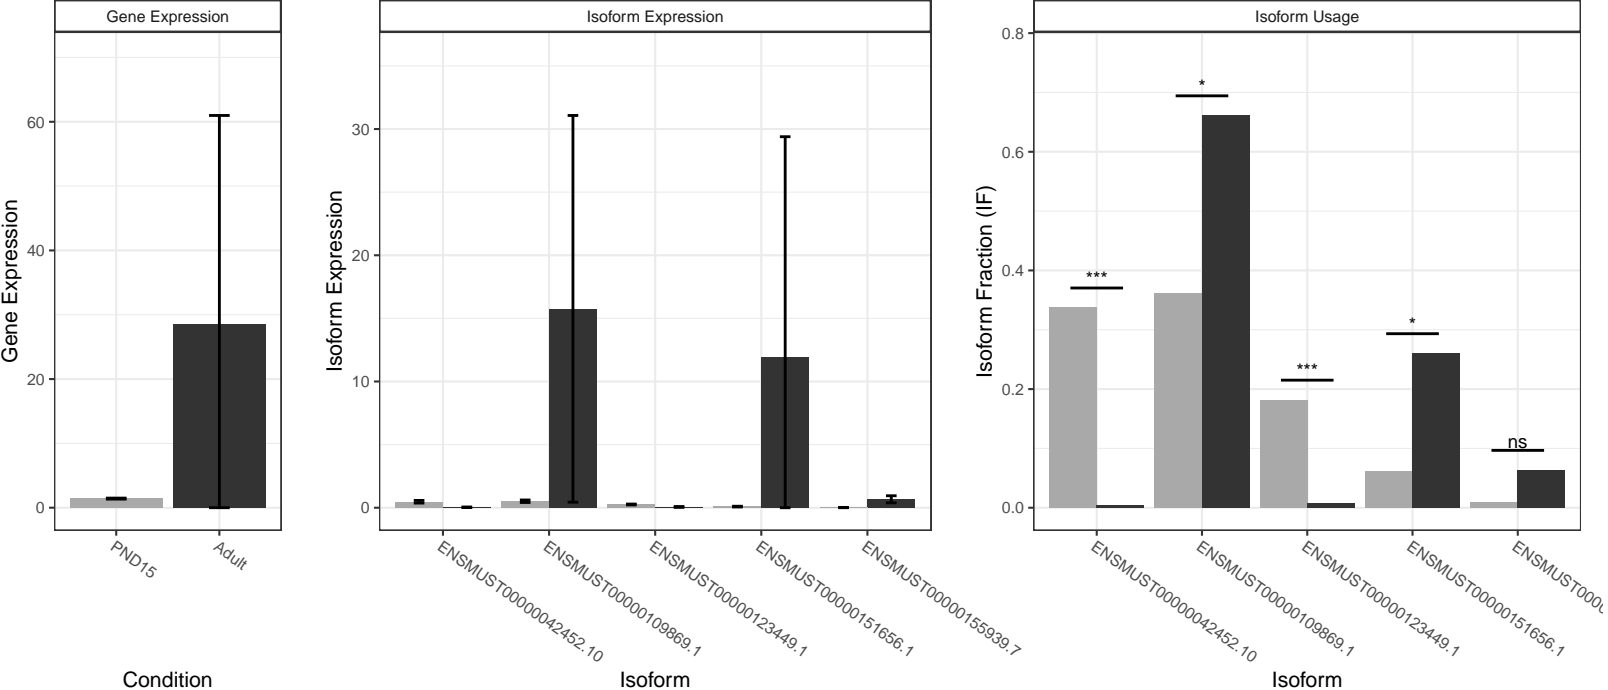 Gene Expression
Isoform Expression
Isoform Usage
Gene Expression
0
20
40
60
PND15
Adult
Condition
Isoform Expression
0
10
20
30
ENSMUST00000042452.10
ENSMUST00000109869.1
ENSMUST00000123449.1
ENSMUST00000151656.1
ENSMUST00000155939.7
Isoform
Isoform Fraction (IF)
0.0
0.2
0.4
0.6
0.8
***
*
***
*
ns
ENSMUST00000042452.10
ENSMUST00000109869.1
ENSMUST00000123449.1
ENSMUST00000151656.1
Isoform